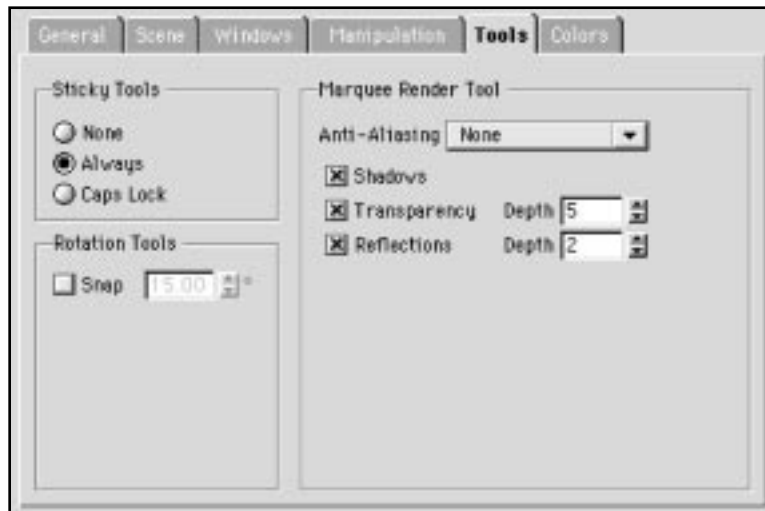 General Scene Windows Manipulation Tools Colors
Sticky Tools
None
Always
Caps Lock
Rotation Tools
Snap 15.00 °
Marquee Render Tool
Anti-Aliasing None
Shadows
Transparency Depth 5
Reflections Depth 2